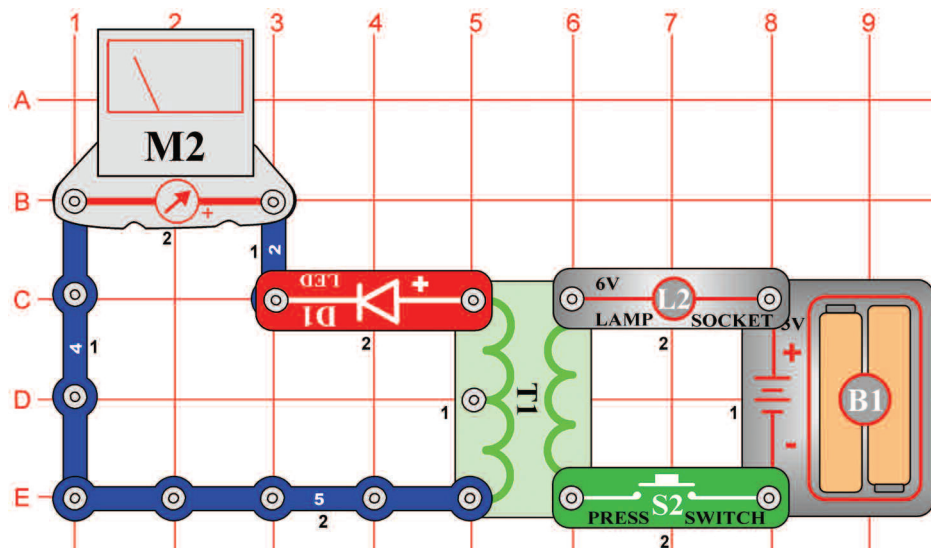 1 2 3 4 5 6 7 8 9
A
M2
B
+
2
1 2
C
LED
+
D1
2
6V
L2
LAMP SOCKET
2
3V
+
4 1
D
1
T1
1
B1
-
E
5
2
S2
PRESS SWITCH
2